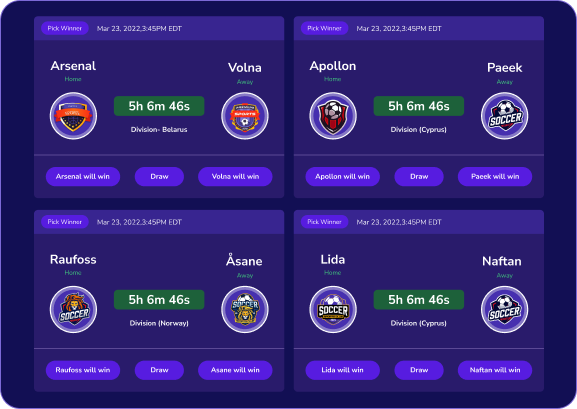 Pick Winner Mar 23, 2022,3:45PM EDT
Arsenal
Home
Volna
Away
5h 6m 46s
SPORTS
Division- Belarus
Arsenal will win Draw Volna will win
Pick Winner Mar 23, 2022,3:45PM EDT
Apollon
Home
Paeek
Away
5h 6m 46s
SOCCER
Division (Cyprus)
Apollon will win Draw Paeek will win
Pick Winner Mar 23, 2022,3:45PM EDT
Raufoss
Home
Åsane
Away
5h 6m 46s
SOCCER
SOCCER
Division (Norway)
Raufoss will win Draw Asane will win
Pick Winner Mar 23, 2022,3:45PM EDT
Lida
Home
Naftan
Away
5h 6m 46s
SOCCER
SOCCER
Division (Cyprus)
Lida will win Draw Naftan will win